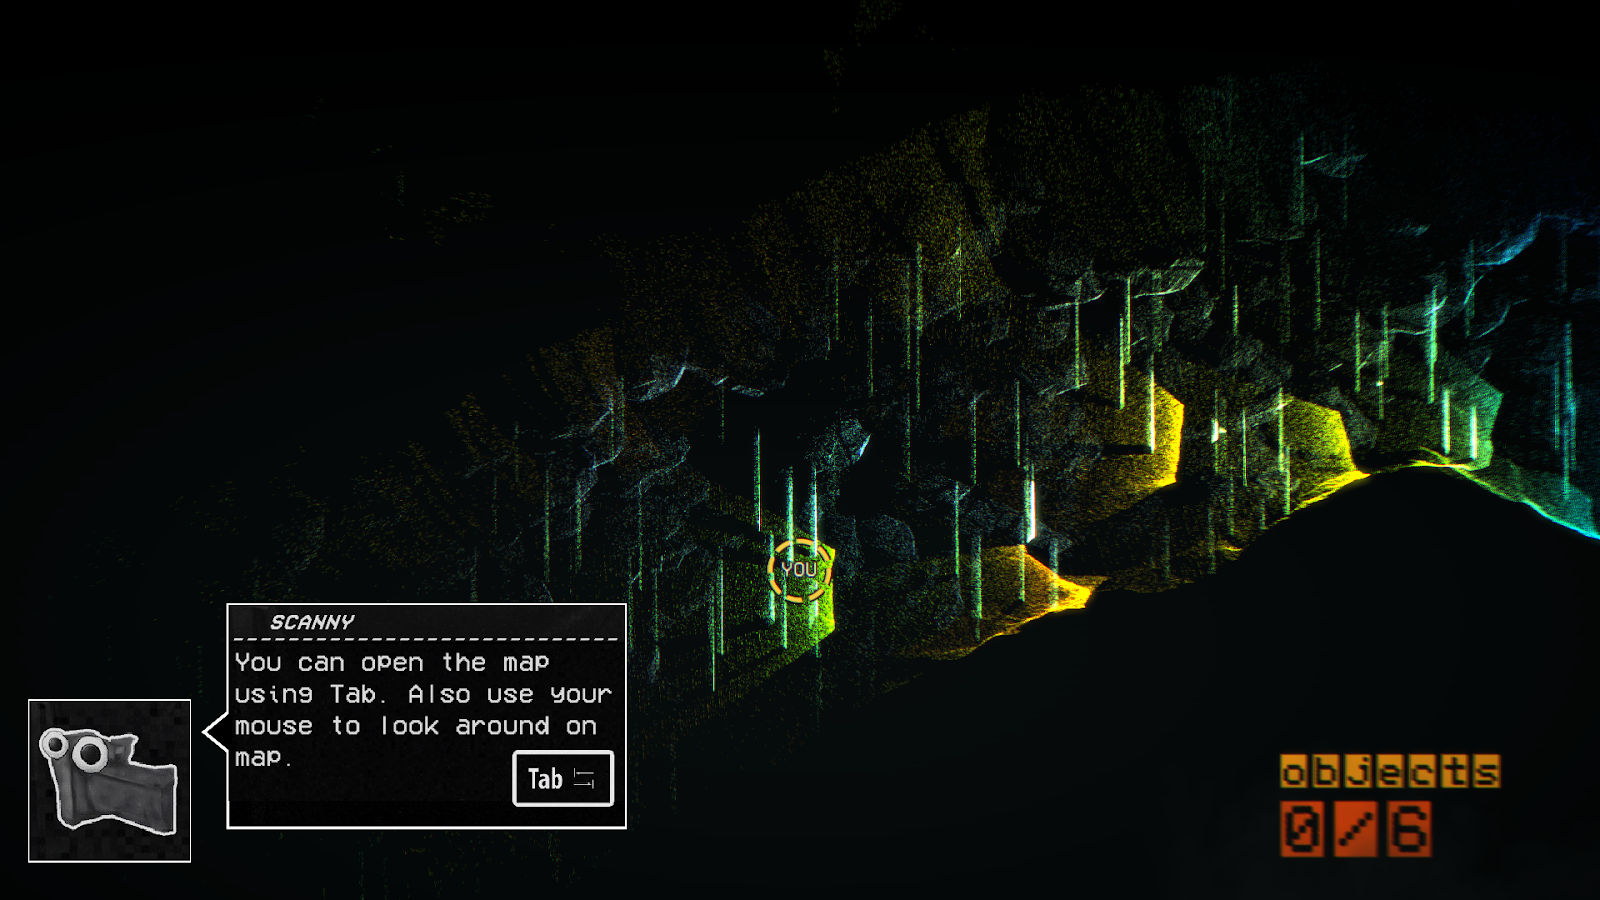 YOU
SCANNY
You can open the map
using Tab. Also use your
mouse to look around on
map.
Tab
objects
0/6